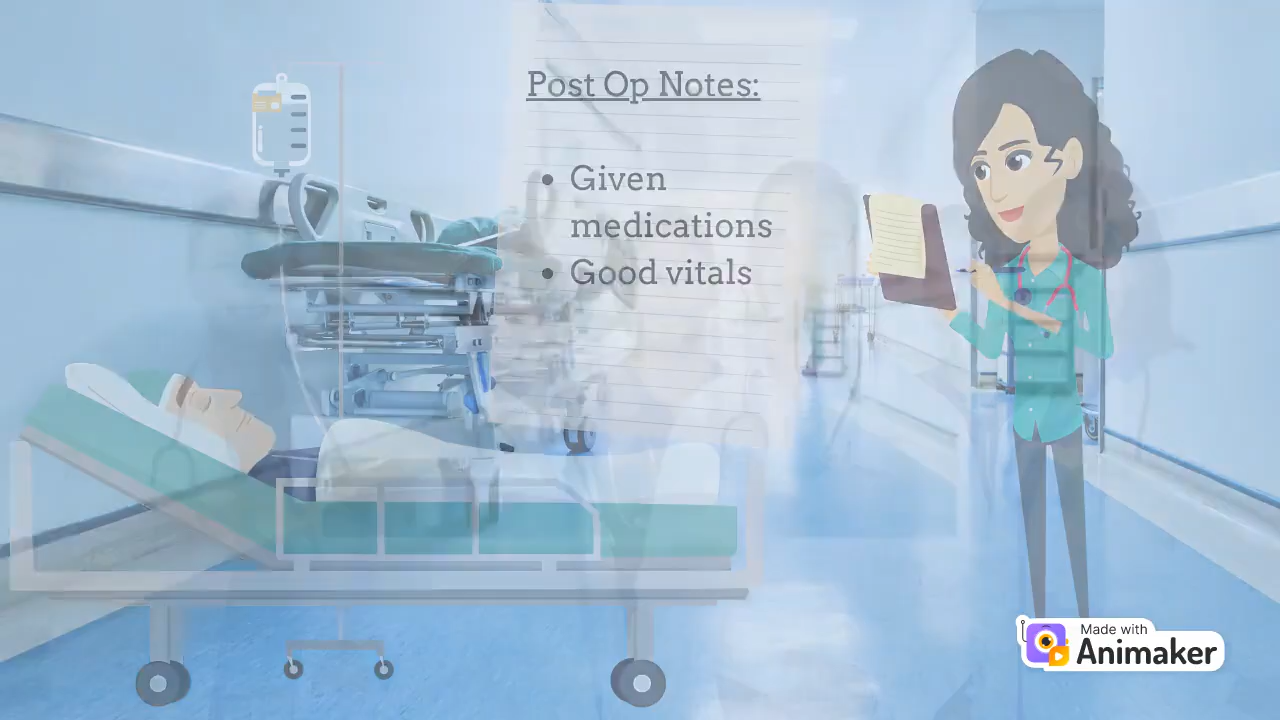 Post Op Notes:
• Given
medications
• Good vitals
Made with
Animaker